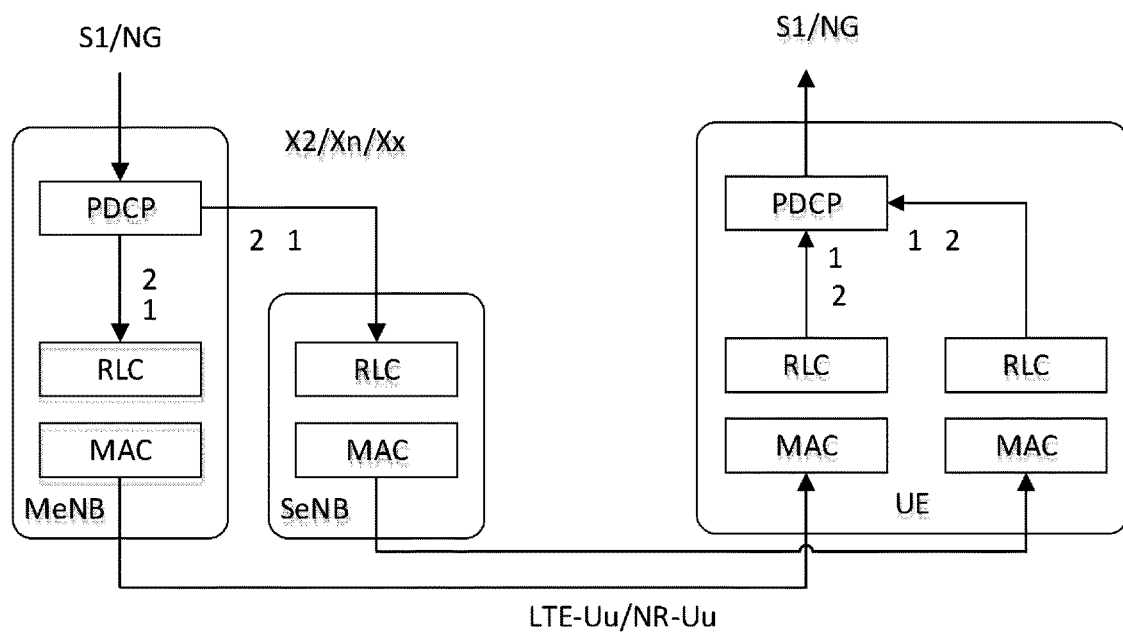 S1/NG
S1/NG
X2/Xn/Xx
PDCP
PDCP
2 1
1 2
2
1
1
2
RLC
RLC
RLC
RLC
MAC
MAC
MAC
MAC
MeNB
SeNB
UE
LTE-Uu/NR-Uu